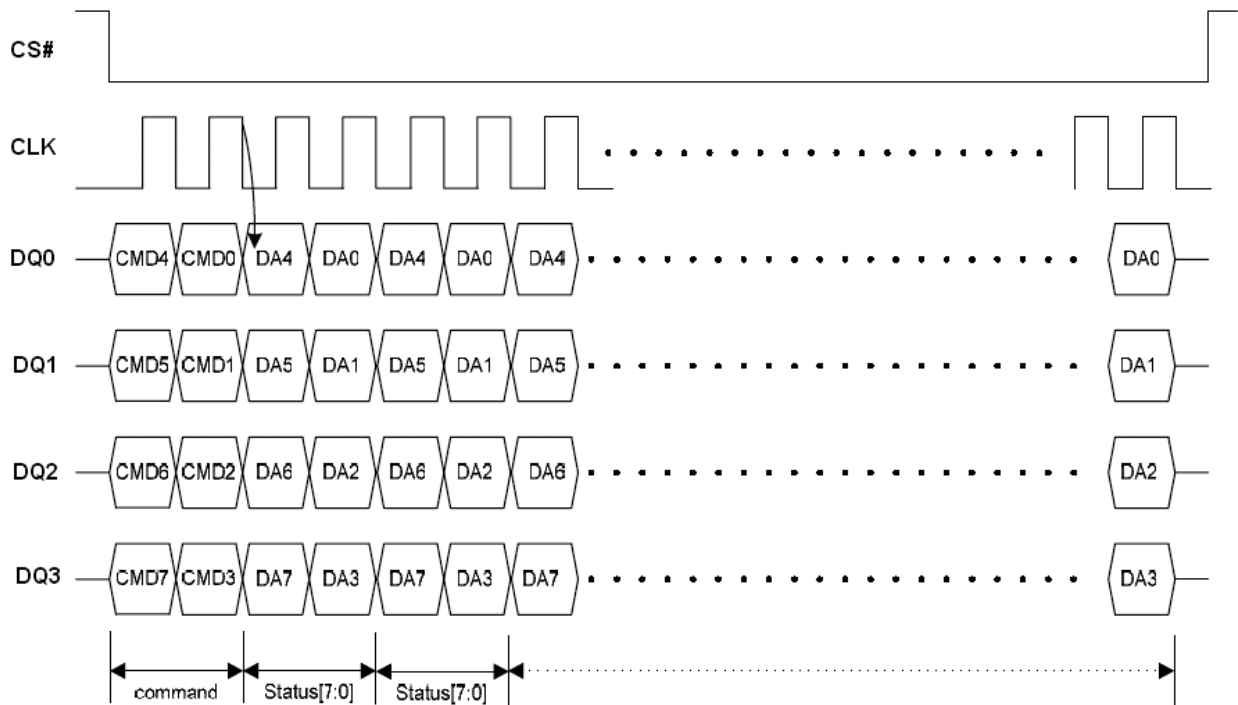 CS#
CLK
DQ0 CMD4 CMD0 DA4 DA0 DA4 DA0 DA4 DA0
DQ1 CMD5 CMD1 DA5 DA1 DA5 DA1 DA5 DA1
DQ2 CMD6 CMD2 DA6 DA2 DA6 DA2 DA6 DA2
DQ3 CMD7 CMD3 DA7 DA3 DA7 DA3 DA7 DA3
command Status[7:0] Status[7:0]